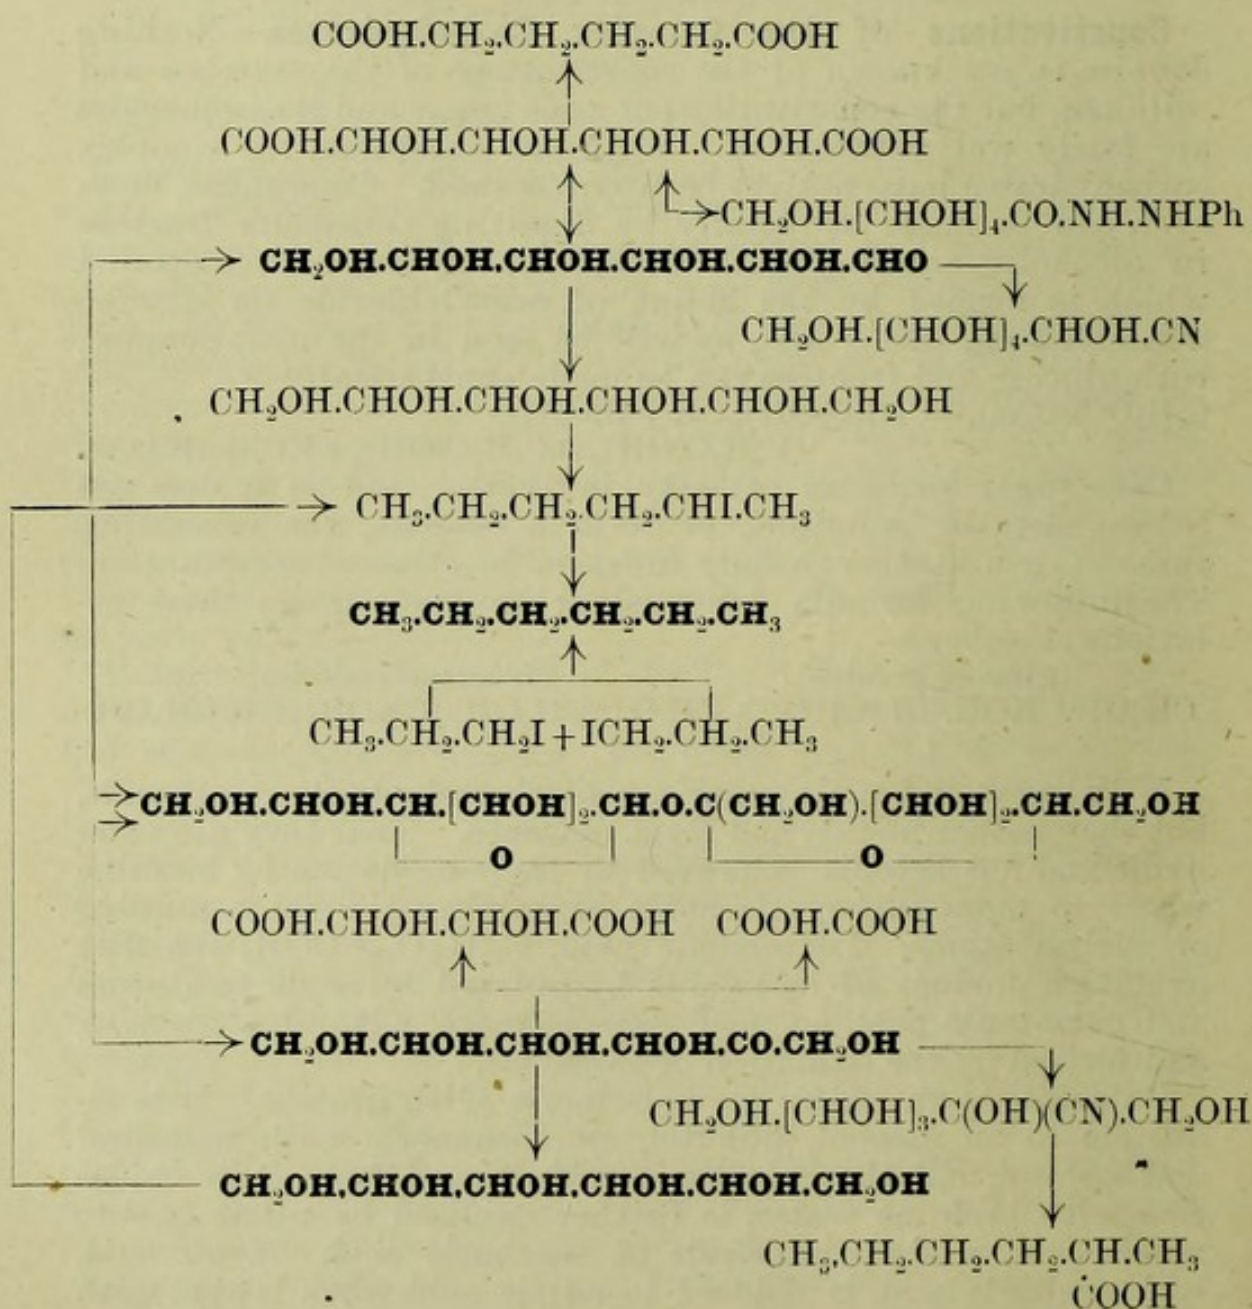 COOH.CH₂.CH₂.CH₂.CH₂.COOH
COOH.CHOH.CHOH.CHOH.CHOH.COOH
CH₂OH.[CHOH]₄.CO.NH.NHPh
CH₂OH.CHOH.CHOH.CHOH.CHOH.CHO
CH₂OH.[CHOH]₄.CHOH.CN
CH₂OH.CHOH.CHOH.CHOH.CHOH.CH₂OH
CH₃.CH₂.CH₂.CH₂.CHI.CH₃
CH₃.CH₂.CH₂.CH₂.CH₂.CH₃
CH₃.CH₂.CH₂I+ICH₂.CH₂.CH₃
CH₂OH.CHOH.CH.[CHOH]₂.CH.O.C(CH₂OH).[CHOH]₂.CH.CH₂OH
O O
COOH.CHOH.CHOH.COOH COOH.COOH
CH₂OH.CHOH.CHOH.CHOH.CO.CH₂OH
CH₂OH.[CHOH]₃.C(OH)(CN).CH₂OH
CH₂OH.CHOH.CHOH.CHOH.CHOH.CH₂OH
CH₃.CH₂.CH₂.CH₂.CH.CH₃
COOH